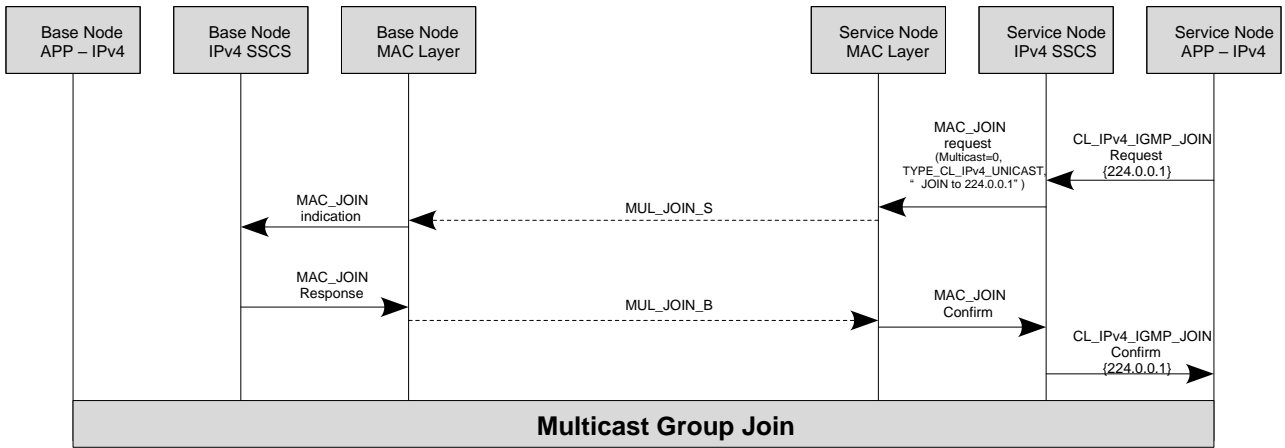 Base Node
APP – IPv4
Base Node
IPv4 SSCS
Base Node
MAC Layer
Service Node
MAC Layer
Service Node
IPv4 SSCS
Service Node
APP – IPv4
CL_IPv4_IGMP_JOIN
Request
{224.0.0.1}
MAC_JOIN
request
(Multicast=0,
TYPE_CL_IPv4_UNICAST,
“ JOIN to 224.0.0.1” )
MUL_JOIN_S
MAC_JOIN
indication
MAC_JOIN
Response
MUL_JOIN_B
MAC_JOIN
Confirm
CL_IPv4_IGMP_JOIN
Confirm
{224.0.0.1}
Multicast Group Join